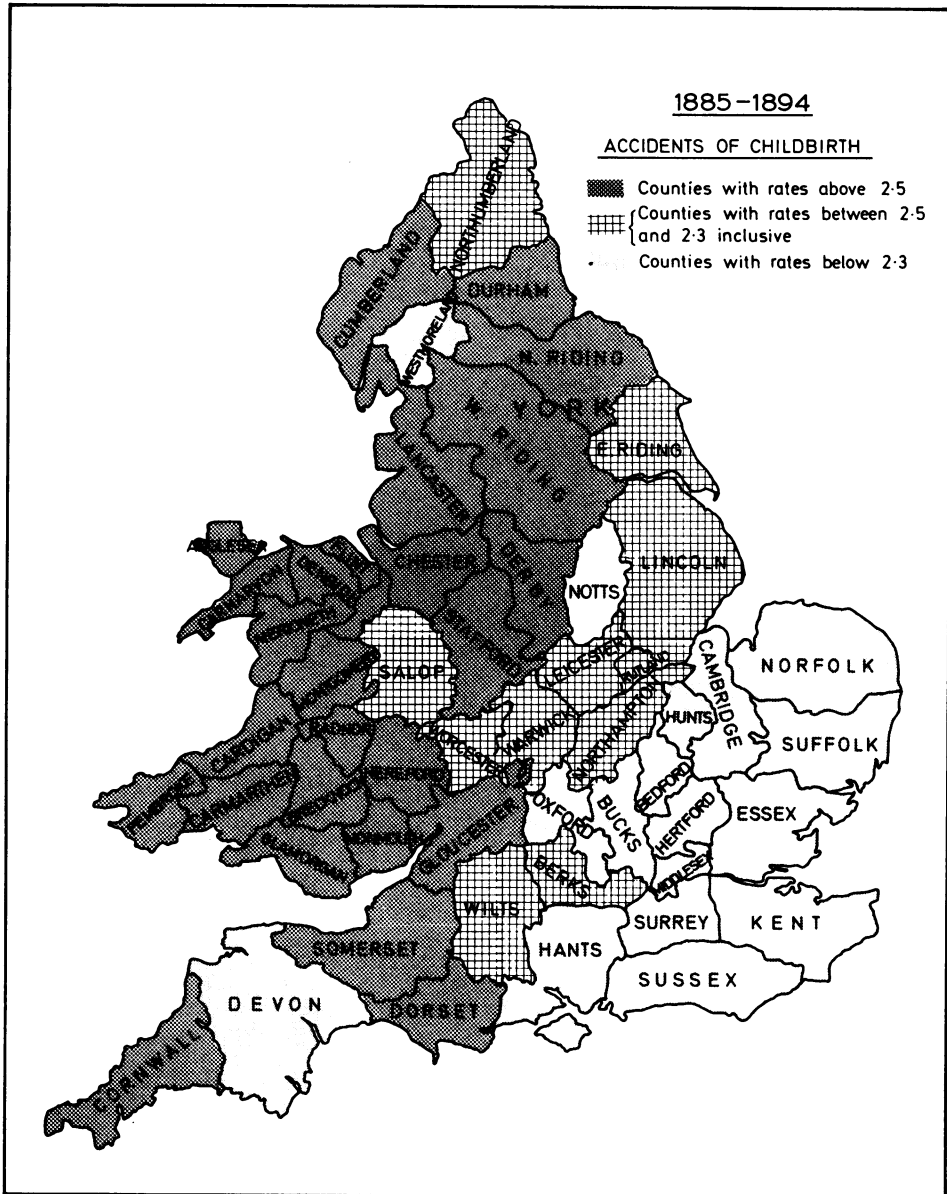 1885-1894
ACCIDENTS OF CHILDBIRTH
Counties with rates above 2·5
Counties with rates between 2·5
and 2·3 inclusive
Counties with rates below 2·3
NORTHUMBERLAND
CUMBERLAND
DURHAM
WESTMORELAND
N. RIDING
YORK
RIDING
E. RIDING
LANCASTER
LINCOLN
CHESTER
DERBY
NOTTS
ANGLESEA
FLINT
DENBIGH
CARNARVON
MERIONETH
STAFFORD
SALOP
LEICESTER
RUTLAND
NORFOLK
CAMBRIDGE
MONTGOMERY
HUNTS
SUFFOLK
CARDIGAN
RADNOR
WORCESTER
WARWICK
NORTHAMPTON
HEREFORD
BEDFORD
PEMBROKE
CARMARTHEN
BRECKNOCK
GLOUCESTER
OXFORD
BUCKS
HERTFORD
ESSEX
GLAMORGAN
MONMOUTH
BERKS
MIDDLESEX
WILTS
SURREY
KENT
SOMERSET
HANTS
SUSSEX
DEVON
DORSET
CORNWALL